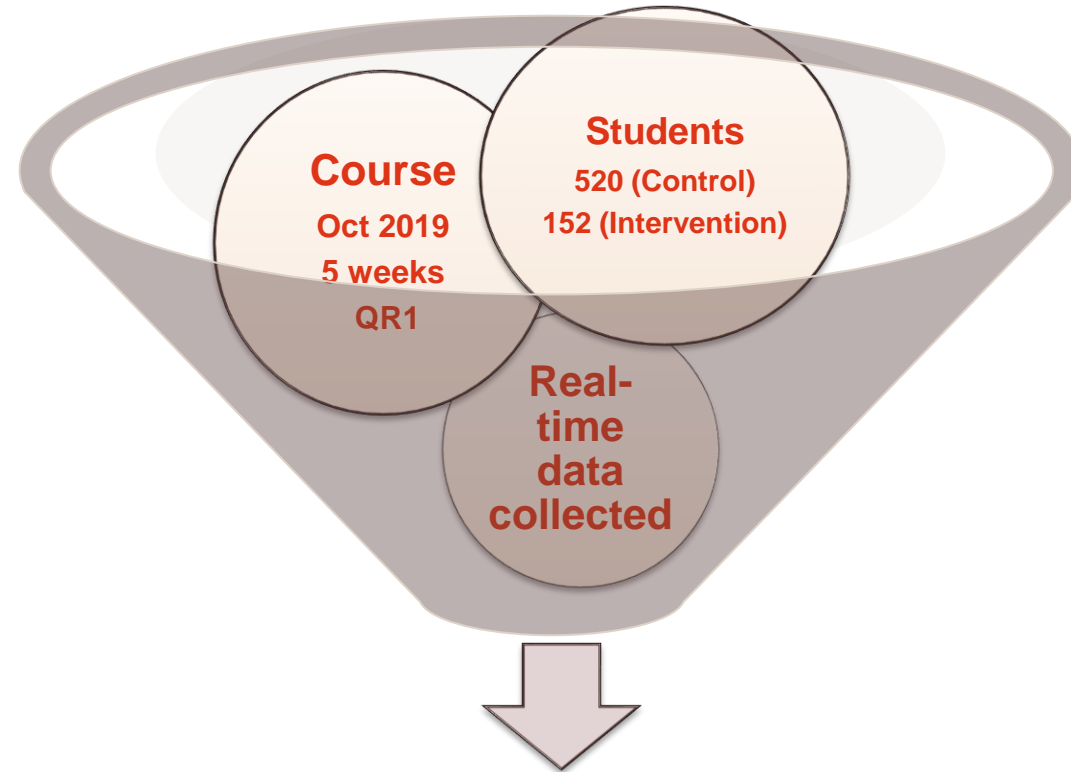 Course
Oct 2019
5 weeks
QR1
Students
520 (Control)
152 (Intervention)
Real-
time
data
collected